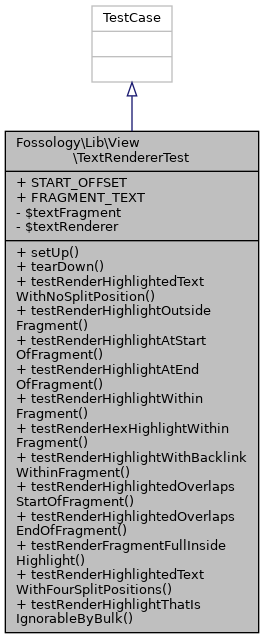 TestCase
Fossology\Lib\View
\TextRendererTest
+ START_OFFSET
+ FRAGMENT_TEXT
- $textFragment
- $textRenderer
+ setUp()
+ tearDown()
+ testRenderHighlightedText
WithNoSplitPosition()
+ testRenderHighlightOutside
Fragment()
+ testRenderHighlightAtStart
OfFragment()
+ testRenderHighlightAtEnd
OfFragment()
+ testRenderHighlightWithin
Fragment()
+ testRenderHexHighlightWithin
Fragment()
+ testRenderHighlightWithBacklink
WithinFragment()
+ testRenderHighlightedOverlaps
StartOfFragment()
+ testRenderHighlightedOverlaps
EndOfFragment()
+ testRenderFragmentFullInside
Highlight()
+ testRenderHighlightedText
WithFourSplitPositions()
+ testRenderHighlightThatIs
IgnorableByBulk()